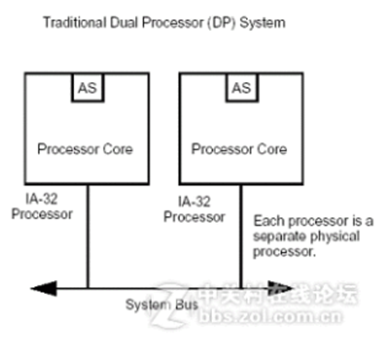 Traditional Dual Processor (DP) System
AS
AS
Processor Core
Processor Core
IA-32
Processor
IA-32
Processor
Each processor is a
separate physical
processor.
System Bus
中关村在线论坛
bbs.zol.com.cn